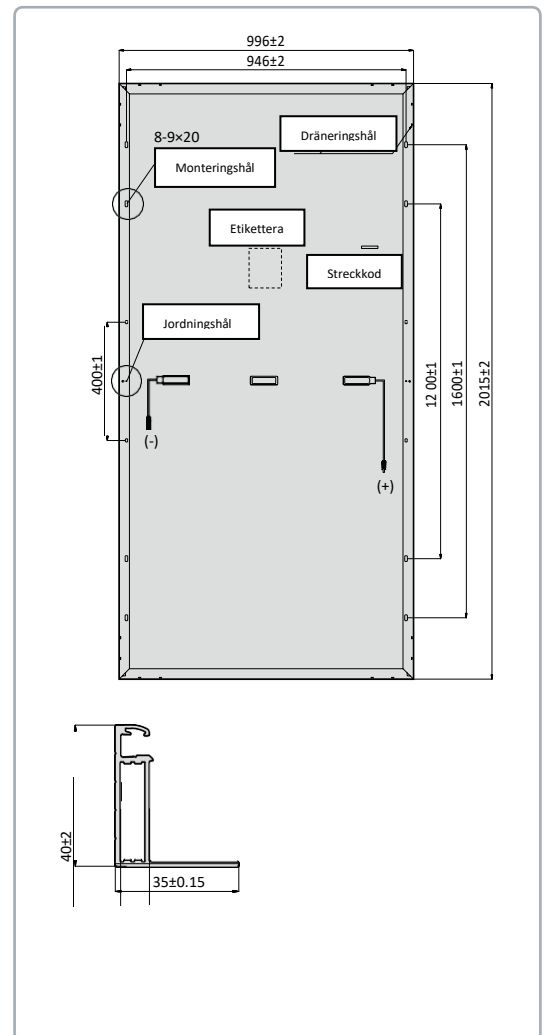 996±2
946±2
8-9×20
Dräneringshål
Monteringshål
Etikettera
Streckkod
Jordningshål
400±1
12 00±1
1600±1
2015±2
(-)
(+)
40±2
35±0.15